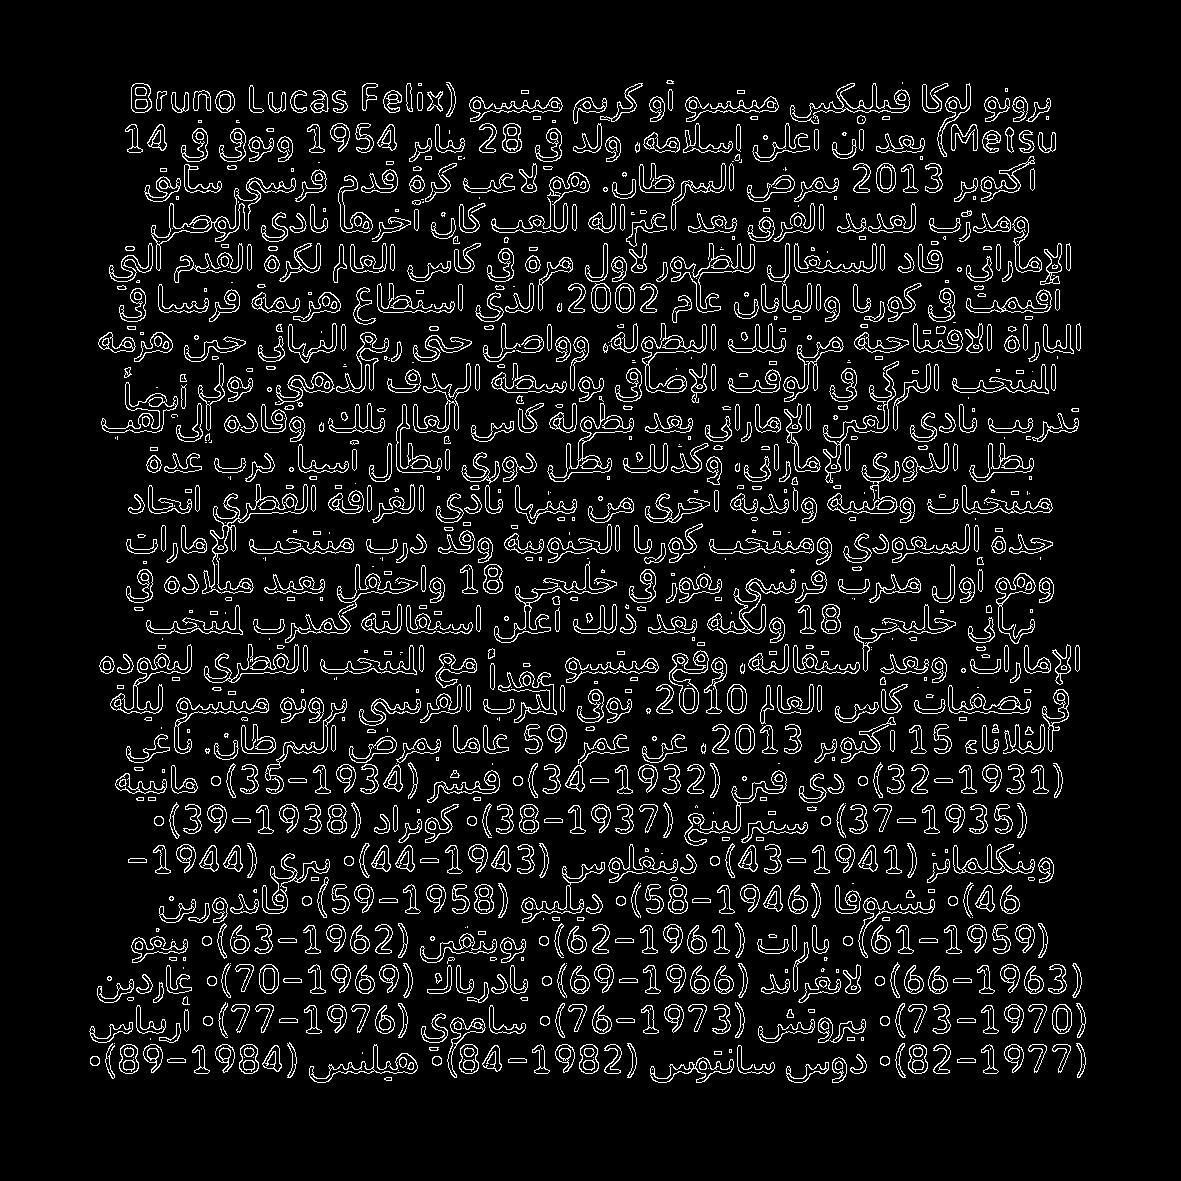 برونو لوكا فيليكس ميتسو أو كريم ميتسو (Bruno Lucas Felix
Metsu) بعد أن أعلن إسلامه، ولد في 28 يناير 1954 وتوفي في 14
أكتوبر 2013 بمرض السرطان. هو لاعب كرة قدم فرنسي سابق
ومدرّب لعديد الفرق بعد اعتزاله اللعب كان آخرها نادي الوصل
الإماراتي. قاد السنغال للظهور لأول مرة في كأس العالم لكرة القدم التي
أقيمت في كوريا واليابان عام 2002، الذي استطاع هزيمة فرنسا في
المباراة الافتتاحية من تلك البطولة، وواصل حتى ربع النهائي حين هزمه
المنتخب التركي في الوقت الإضافي بواسطة الهدف الذهبي. تولى أيضاً
تدريب نادي العين الإماراتي بعد بطولة كأس العالم تلك، وقاده إلى لقب
بطل الدوري الإماراتي، وكذلك بطل دوري أبطال آسيا. درب عدة
منتخبات وطنية وأندية أخرى من بينها نادي الغرافة القطري اتحاد
جدة السعودي ومنتخب كوريا الجنوبية وقد درب منتخب الإمارات
وهو أول مدرب فرنسي يفوز في خليجي 18 واحتفل بعيد ميلاده في
نهائي خليجي 18 ولكنه بعد ذلك أعلن استقالته كمدرب لمنتخب
الإمارات. وبعد استقالته، وقع ميتسو عقداً مع المنتخب القطري ليقوده
في تصفيات كأس العالم 2010. توفي المدرب الفرنسي برونو ميتسو ليلة
الثلاثاء 15 أكتوبر 2013، عن عمر 59 عاما بمرض السرطان. ناغي
(1931–32)· دي فين (1932–34)· فيشر (1934–35)· مانييه
(1935–37)· ستيرلينغ (1937–38)· كونراد (1938–39)·
وينكلمانز (1941–43)· دينفلوس (1943–44)· بيري (1944–
46)· تشيوفا (1946–58)· ديليبو (1958–59)· فاندورين
(1959–61)· بارات (1961–62)· بويتفين (1962–63)· بيغو
(1963–66)· لانفراند (1966–69)· يادرياك (1969–70)· غاردين
(1970–73)· بيروتش (1973–76)· ساموي (1976–77)· أريباس
(1977–82)· دوس سانتوس (1982–84)· هيلنس (1984–89)·